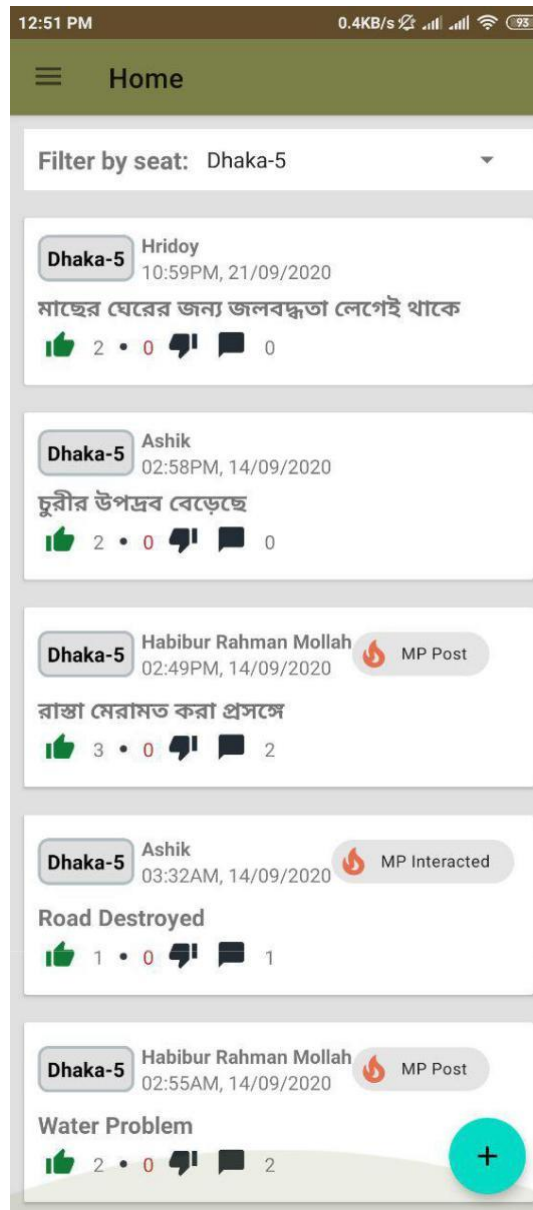 12:51 PM 0.4KB/s 93
Home
Filter by seat: Dhaka-5
Dhaka-5 Hridoy
10:59PM, 21/09/2020
মাছের ঘেরের জন্য জলবদ্ধতা লেগেই থাকে
2 • 0 0
Dhaka-5 Ashik
02:58PM, 14/09/2020
চুরীর উপদ্রব বেড়েছে
2 • 0 0
Dhaka-5 Habibur Rahman Mollah MP Post
02:49PM, 14/09/2020
রাস্তা মেরামত করা প্রসঙ্গে
3 • 0 2
Dhaka-5 Ashik MP Interacted
03:32AM, 14/09/2020
Road Destroyed
1 • 0 1
Dhaka-5 Habibur Rahman Mollah MP Post
02:55AM, 14/09/2020
Water Problem
2 • 0 2
+